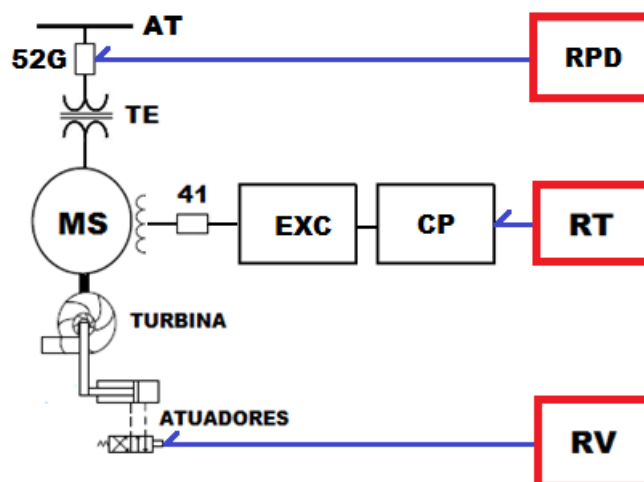 AT
52G
RPD
TE
41
MS
EXC
CP
RT
TURBINA
ATUADORES
RV